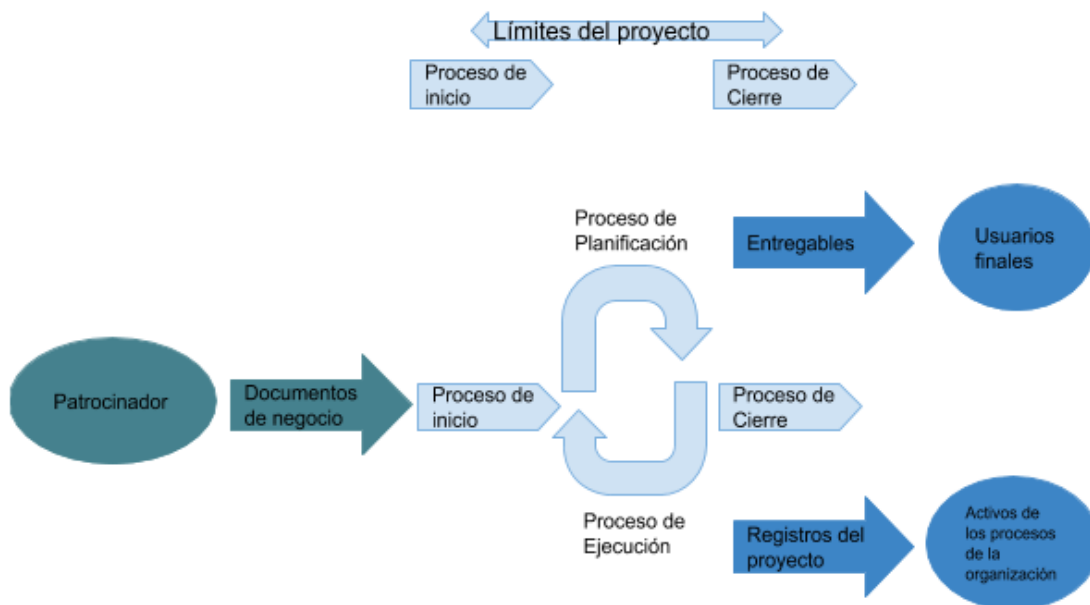 Límites del proyecto
Proceso de
inicio
Proceso de
Cierre
Proceso de
Planificación
Entregables
Usuarios
finales
Patrocinador
Documentos
de negocio
Proceso de
inicio
Proceso de
Cierre
Proceso de
Ejecución
Registros del
proyecto
Activos de
los procesos
de la
organización